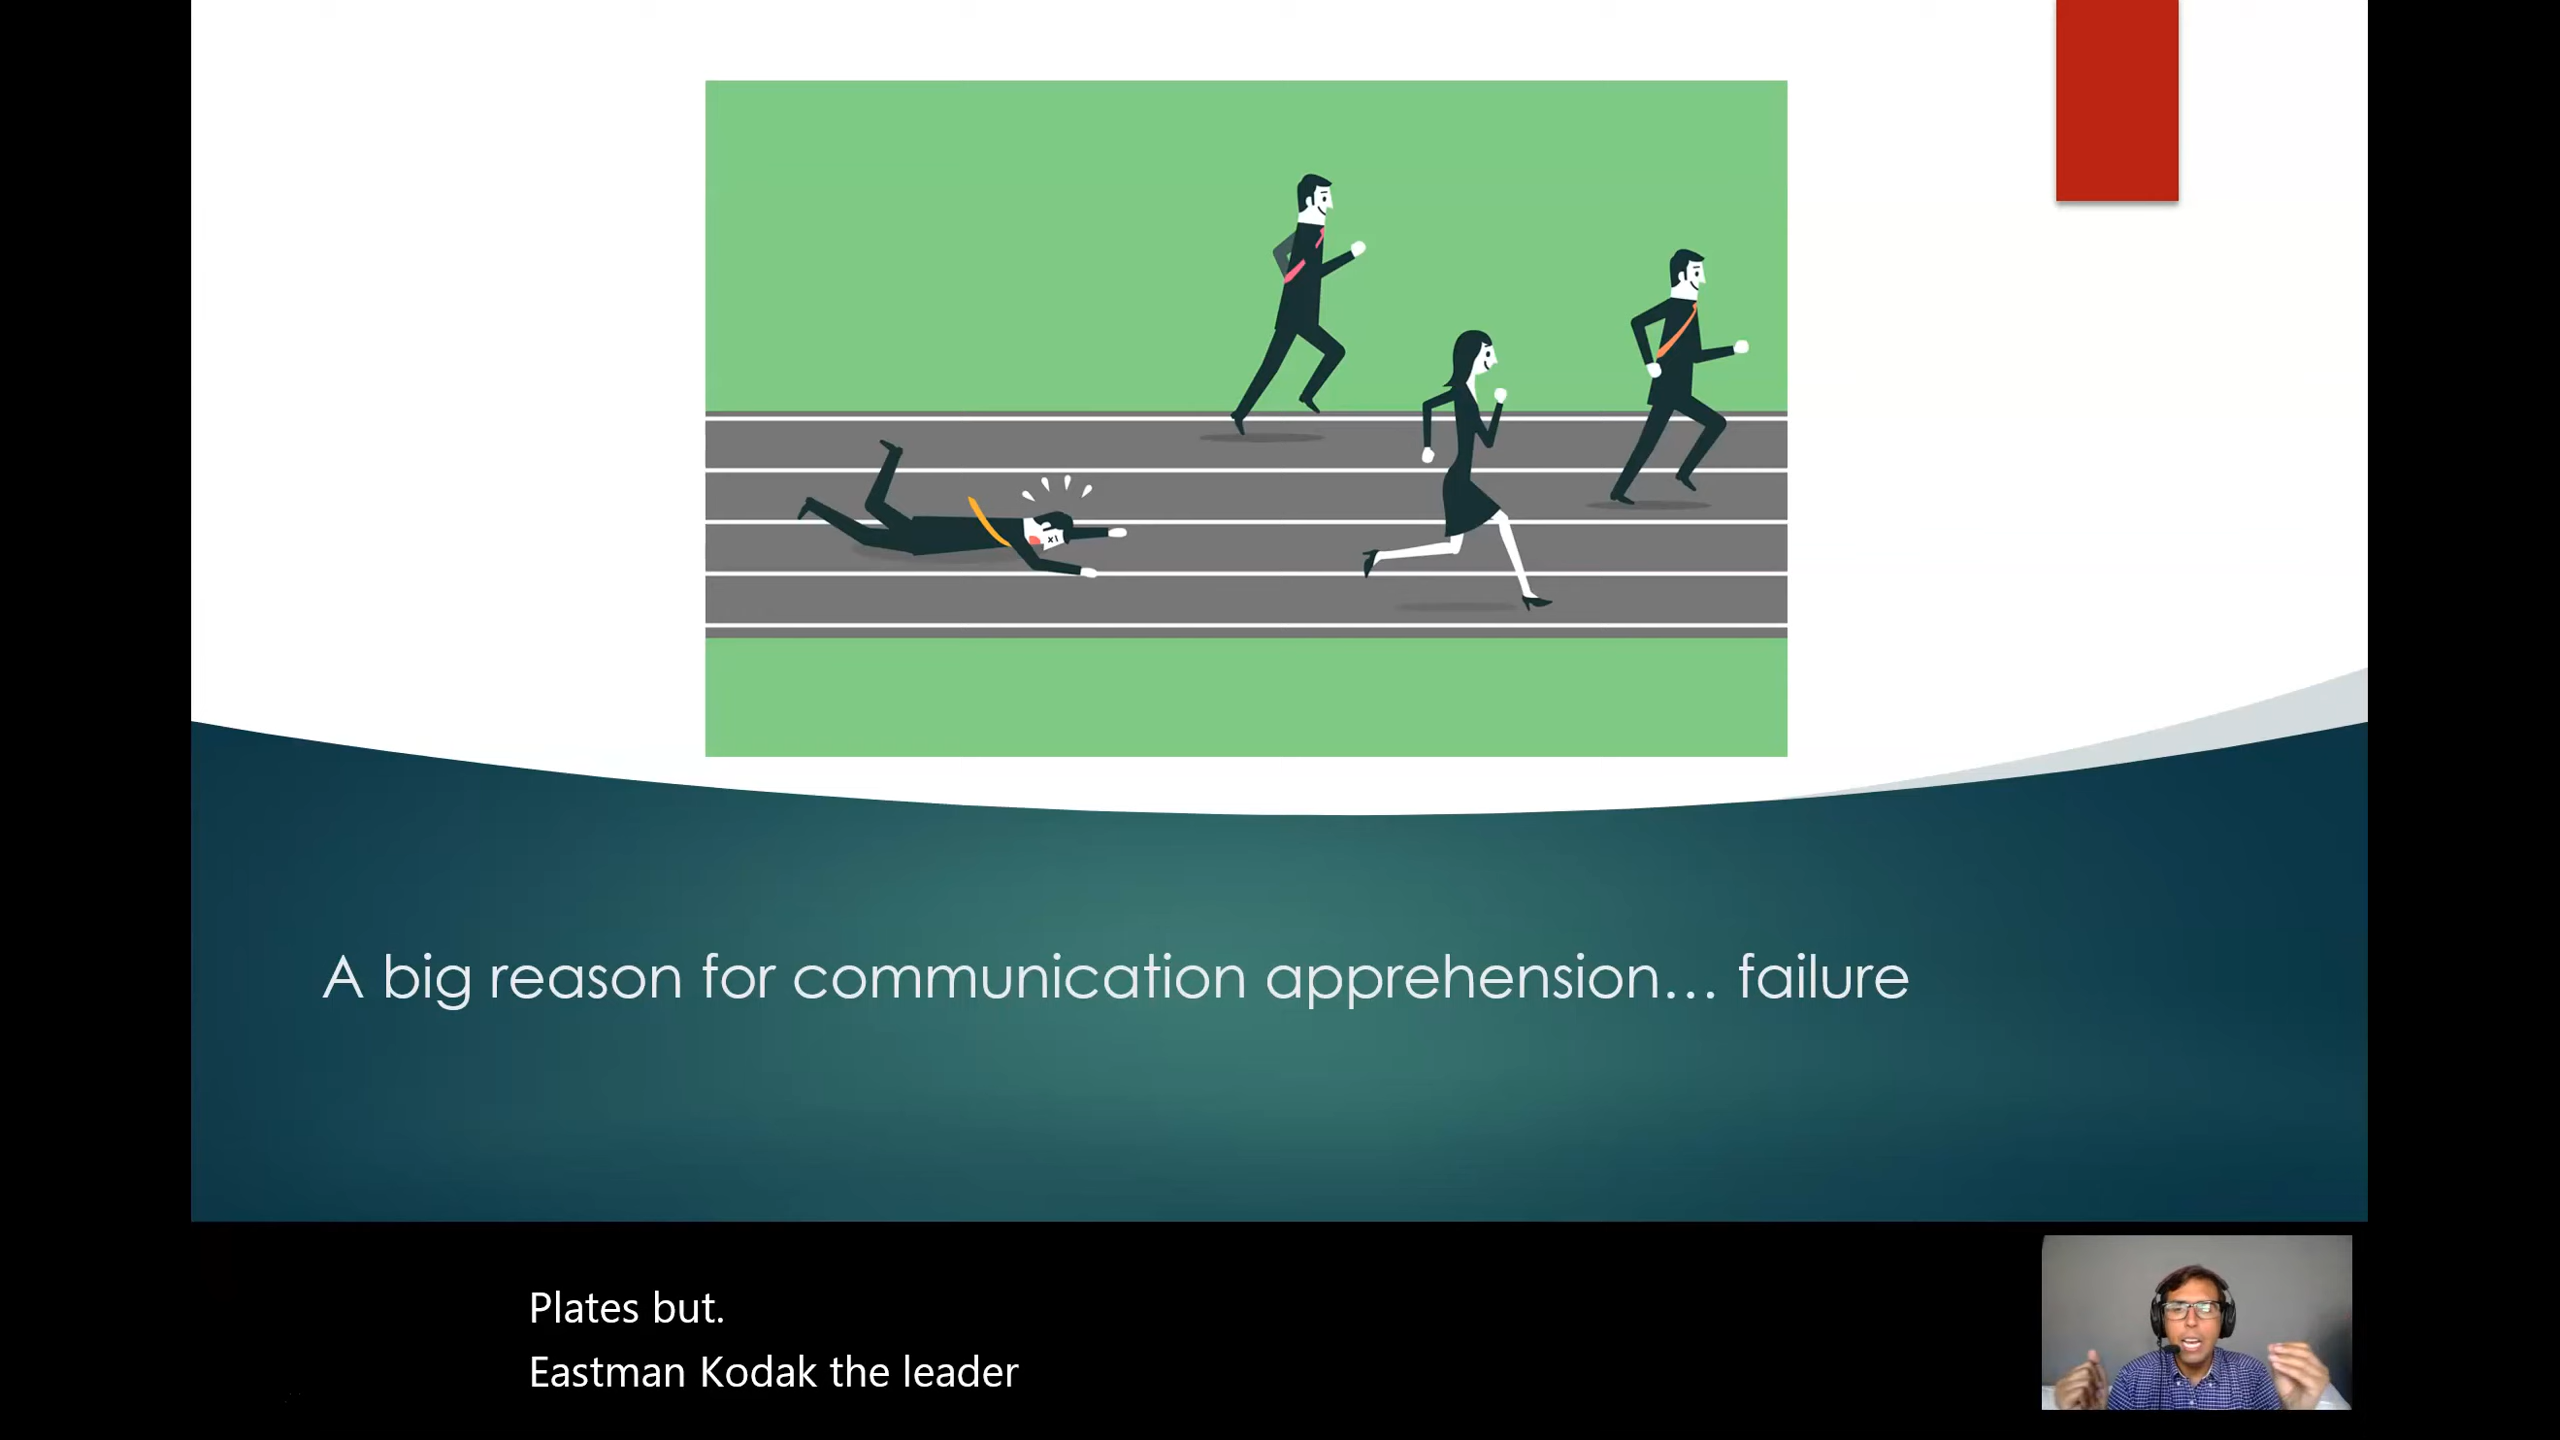 A big reason for communication apprehension... failure
Plates but.
Eastman Kodak the leader